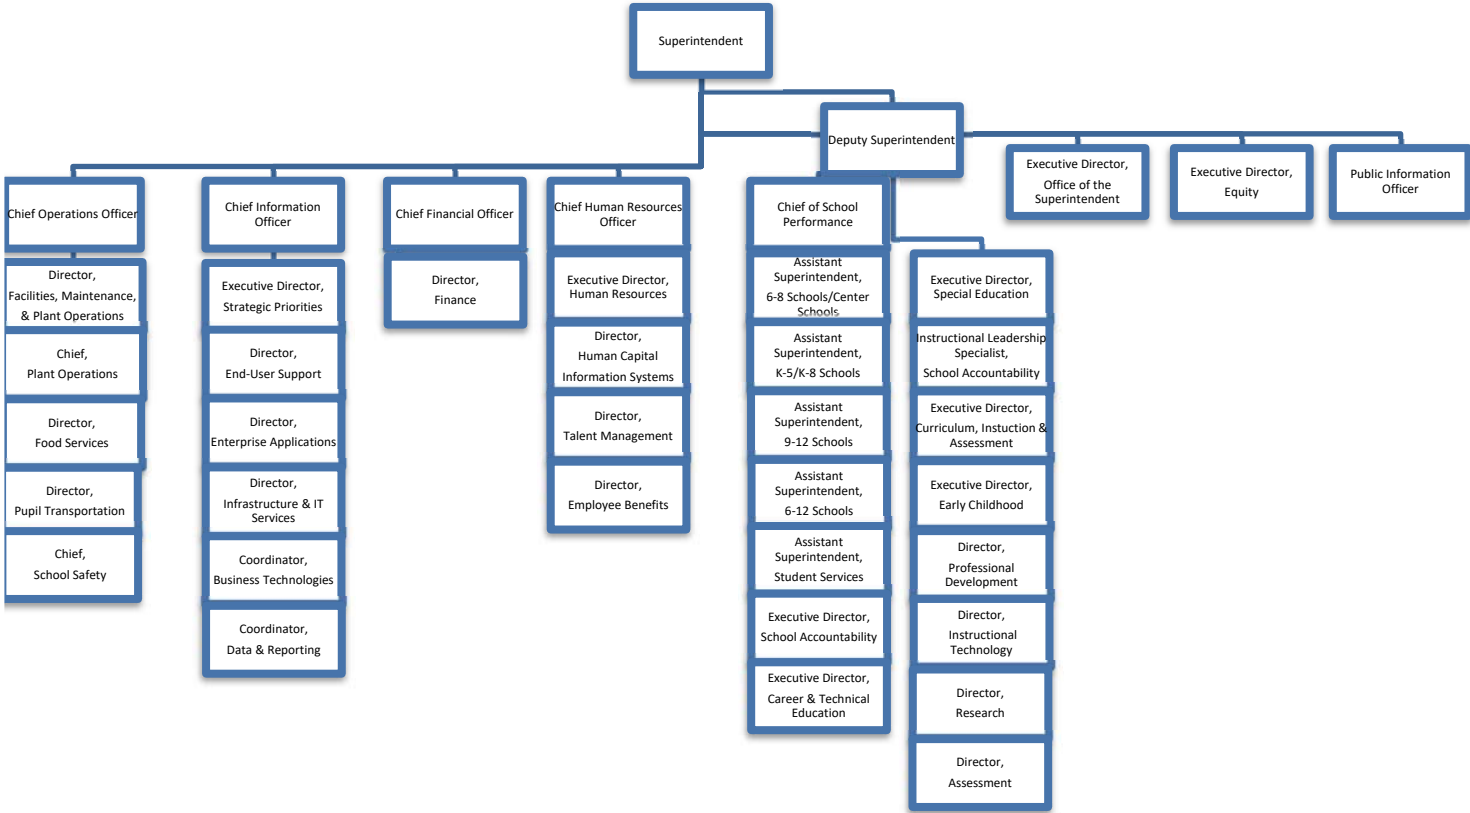 Superintendent
Deputy Superintendent
Executive Director,
Office of the
Superintendent
Executive Director,
Equity
Public Information
Officer
Chief Operations Officer
Director,
Facilities, Maintenance,
& Plant Operations
Chief,
Plant Operations
Director,
Food Services
Director,
Pupil Transportation
Chief,
School Safety
Chief Information
Officer
Executive Director,
Strategic Priorities
Director,
End-User Support
Director,
Enterprise Applications
Director,
Infrastructure & IT
Services
Coordinator,
Business Technologies
Coordinator,
Data & Reporting
Chief Financial Officer
Director,
Finance
Chief Human Resources
Officer
Executive Director,
Human Resources
Director,
Human Capital
Information Systems
Director,
Talent Management
Director,
Employee Benefits
Chief of School
Performance
Assistant
Superintendent,
6-8 Schools/Center
Schools
Assistant
Superintendent,
K-5/K-8 Schools
Assistant
Superintendent,
9-12 Schools
Assistant
Superintendent,
6-12 Schools
Assistant
Superintendent,
Student Services
Executive Director,
School Accountability
Executive Director,
Career & Technical
Education
Executive Director,
Special Education
Instructional Leadership
Specialist,
School Accountability
Executive Director,
Curriculum, Instuction &
Assessment
Executive Director,
Early Childhood
Director,
Professional
Development
Director,
Instructional
Technology
Director,
Research
Director,
Assessment